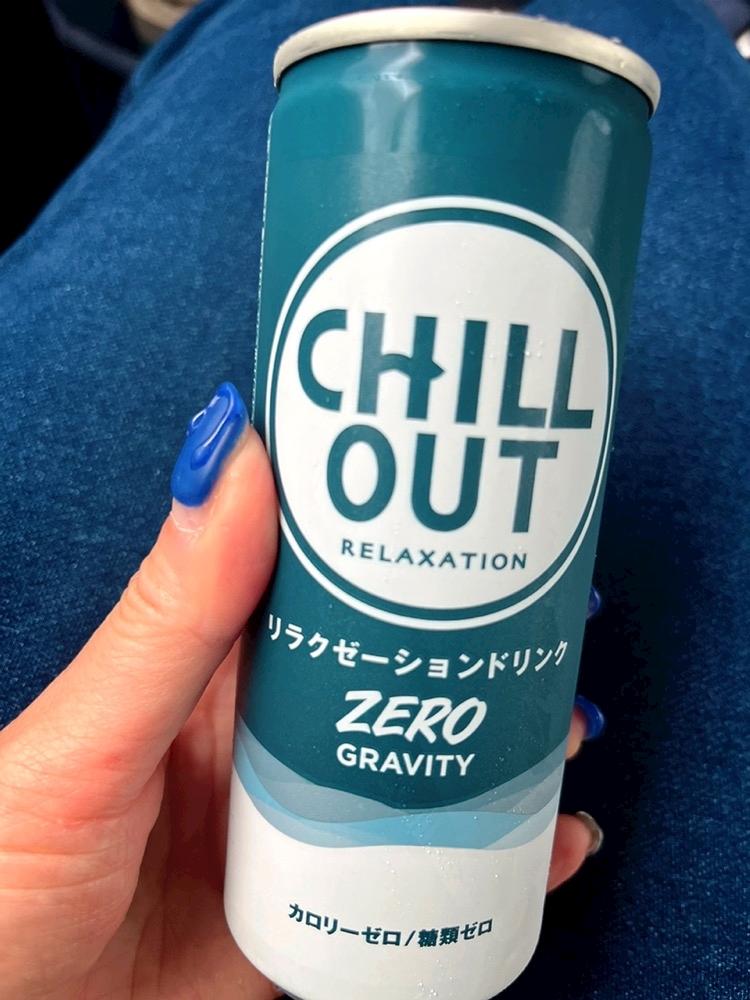 CHILL
OUT
RELAXATION
リラクゼーションドリンク
ZERO
GRAVITY
カロリーゼロ/糖類ゼロ